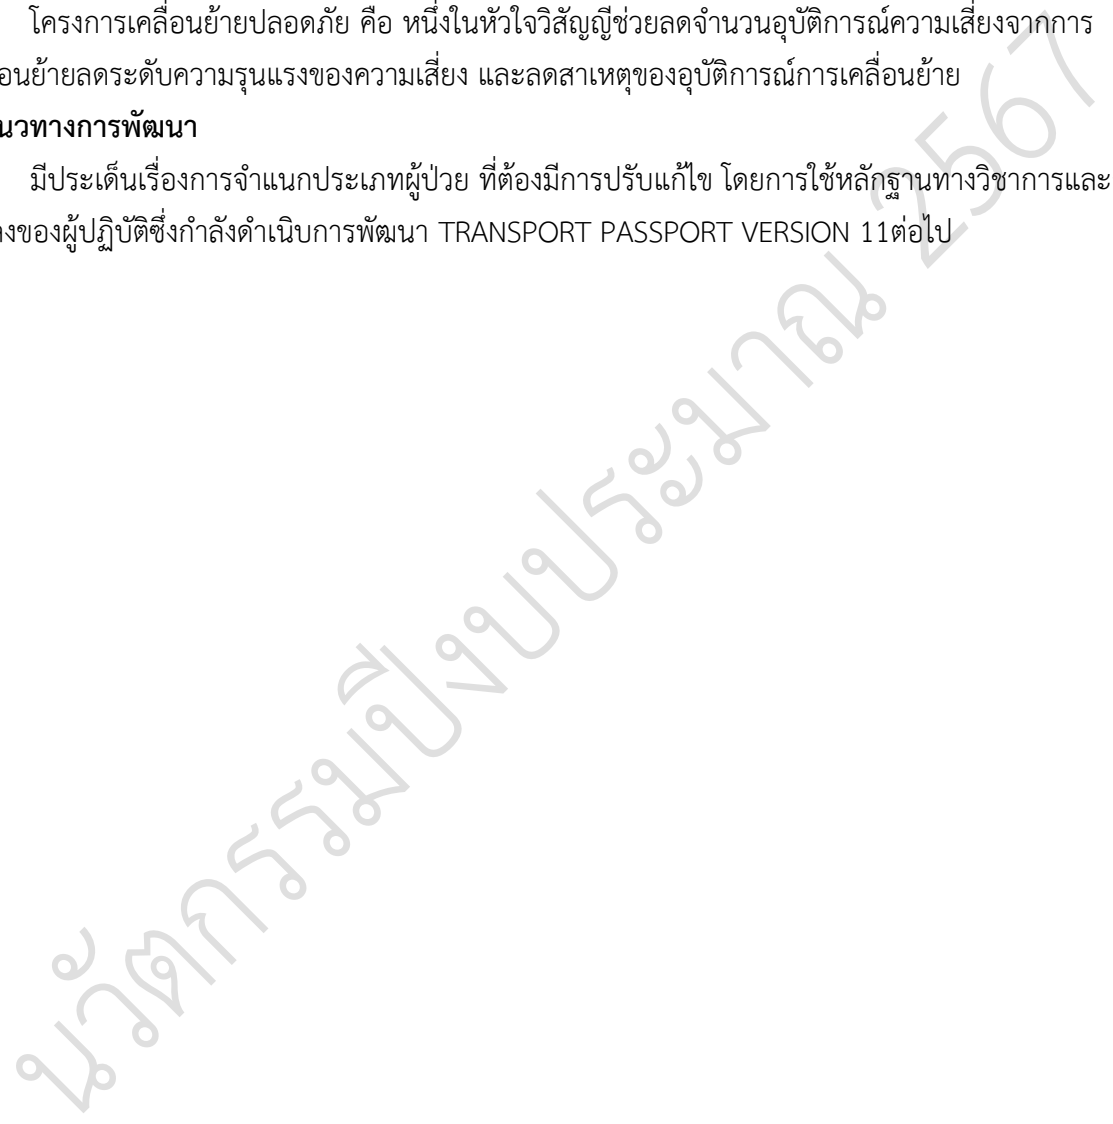 โครงการเคลื่อนย้ายปลอดภัย คือ หนึ่งในหัวใจวิสัญญีช่วยลดจำนวนอุบัติการณ์ความเสี่ยงจากการ
อนย้ายลดระดับความรุนแรงของความเสี่ยง และลดสาเหตุของอุบัติการณ์การเคลื่อนย้าย
นวทางการพัฒนา
มีประเด็นเรื่องการจำแนกประเภทผู้ป่วย ที่ต้องมีการปรับแก้ไข โดยการใช้หลักฐานทางวิชาการและ
ลงของผู้ปฏิบัติซึ่งกำลังดำเนิบการพัฒนา TRANSPORT PASSPORT VERSION 11ต่อไป
นวัตกรรมปีงบประมาณ 2567